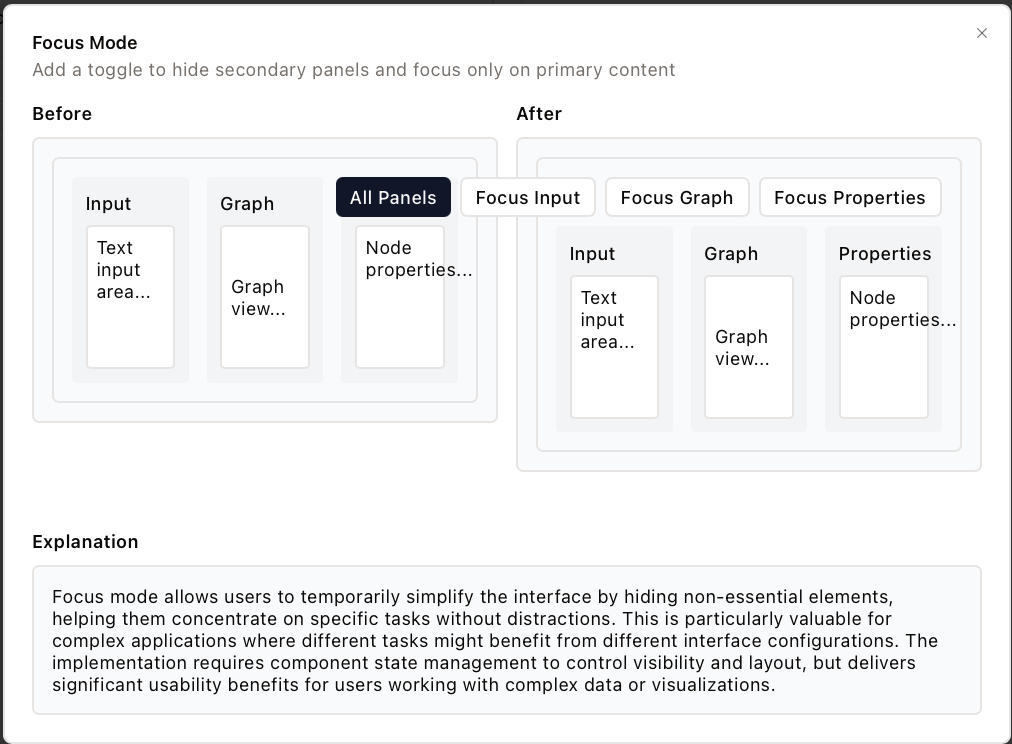 Focus Mode
Add a toggle to hide secondary panels and focus only on primary content
Before
Input
Text
input
area...
Graph
Graph
view...
Node
properties...
After
All Panels
Focus Input
Focus Graph
Focus Properties
Input
Text
input
area...
Graph
Graph
view...
Properties
Node
properties...
Explanation
Focus mode allows users to temporarily simplify the interface by hiding non-essential elements,
helping them concentrate on specific tasks without distractions. This is particularly valuable for
complex applications where different tasks might benefit from different interface configurations. The
implementation requires component state management to control visibility and layout, but delivers
significant usability benefits for users working with complex data or visualizations.